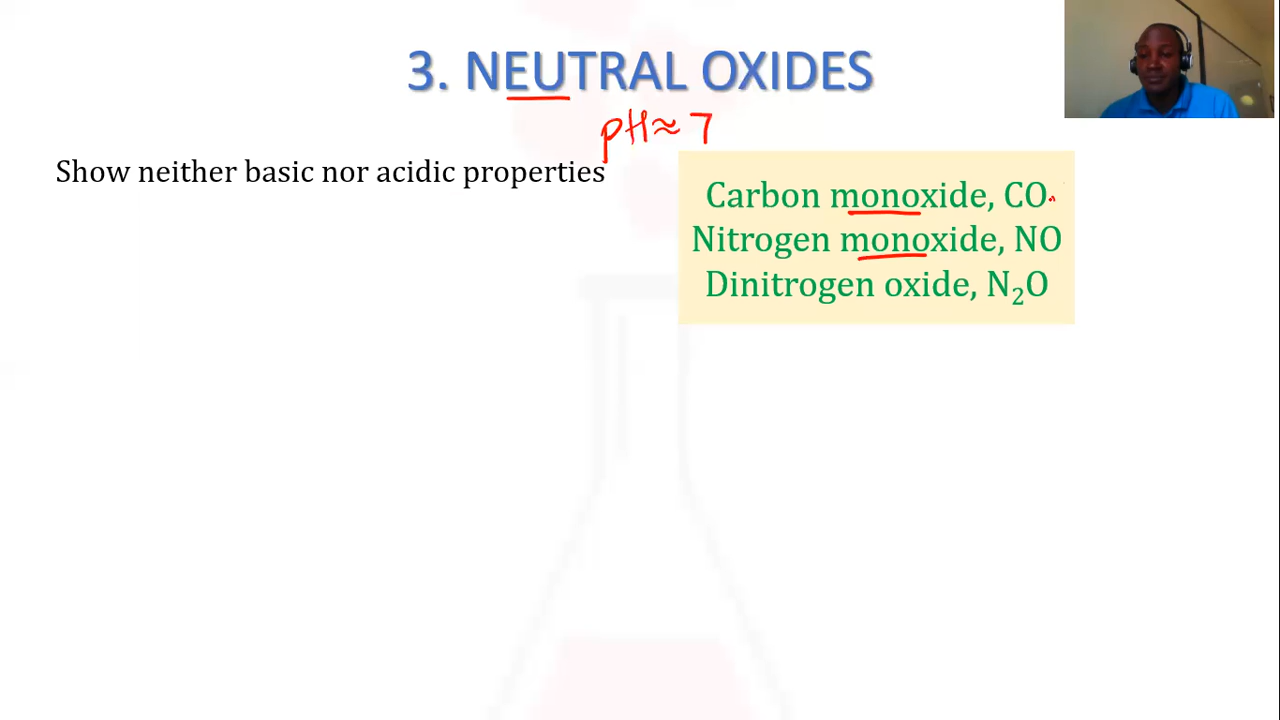 3. NEUTRAL OXIDES
pH≈7
Show neither basic nor acidic properties
Carbon monoxide, CO
Nitrogen monoxide, NO
Dinitrogen oxide, N₂O